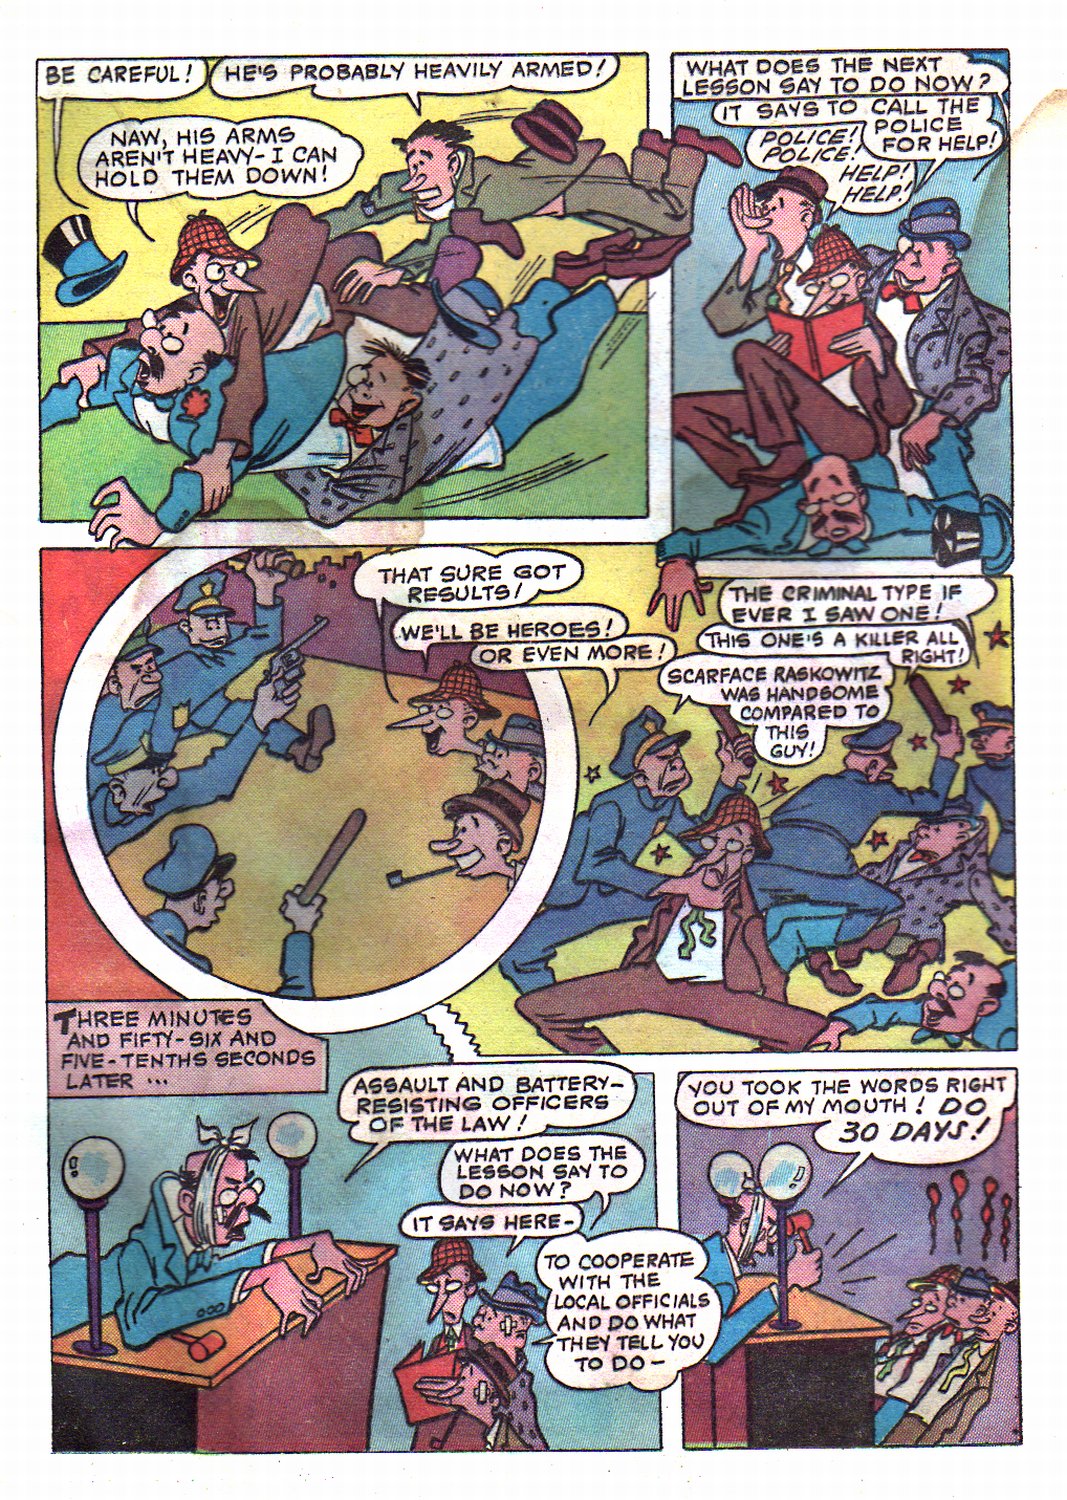 BE CAREFUL!
HE'S PROBABLY HEAVILY ARMED!
NAW, HIS ARMS
AREN'T HEAVY- I CAN
HOLD THEM DOWN!
WHAT DOES THE NEXT
LESSON SAY TO DO NOW?
IT SAYS TO CALL THE
POLICE
FOR HELP!
POLICE!
POLICE!
HELP!
HELP!
THAT SURE GOT
RESULTS!
WE'LL BE HEROES!
OR EVEN MORE!
THE CRIMINAL TYPE IF
EVER I SAW ONE!
THIS ONE'S A KILLER ALL
RIGHT!
SCARFACE RASKOWITZ
WAS HANDSOME
COMPARED TO
THIS
GUY!
THREE MINUTES
AND FIFTY-SIX AND
FIVE-TENTHS SECONDS
LATER ...
ASSAULT AND BATTERY-
RESISTING OFFICERS
OF THE LAW!
WHAT DOES THE
LESSON SAY TO
DO NOW?
IT SAYS HERE-
TO COOPERATE
WITH THE
LOCAL OFFICIALS
AND DO WHAT
THEY TELL YOU
TO DO-
YOU TOOK THE WORDS RIGHT
OUT OF MY MOUTH! DO
30 DAYS!